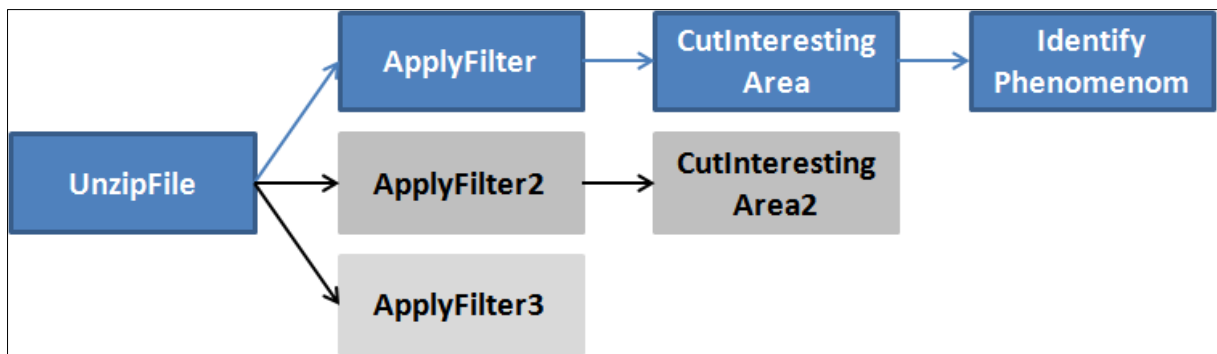 UnzipFile
ApplyFilter
CutInteresting
Area
Identify
Phenomenom
ApplyFilter2
CutInteresting
Area2
ApplyFilter3